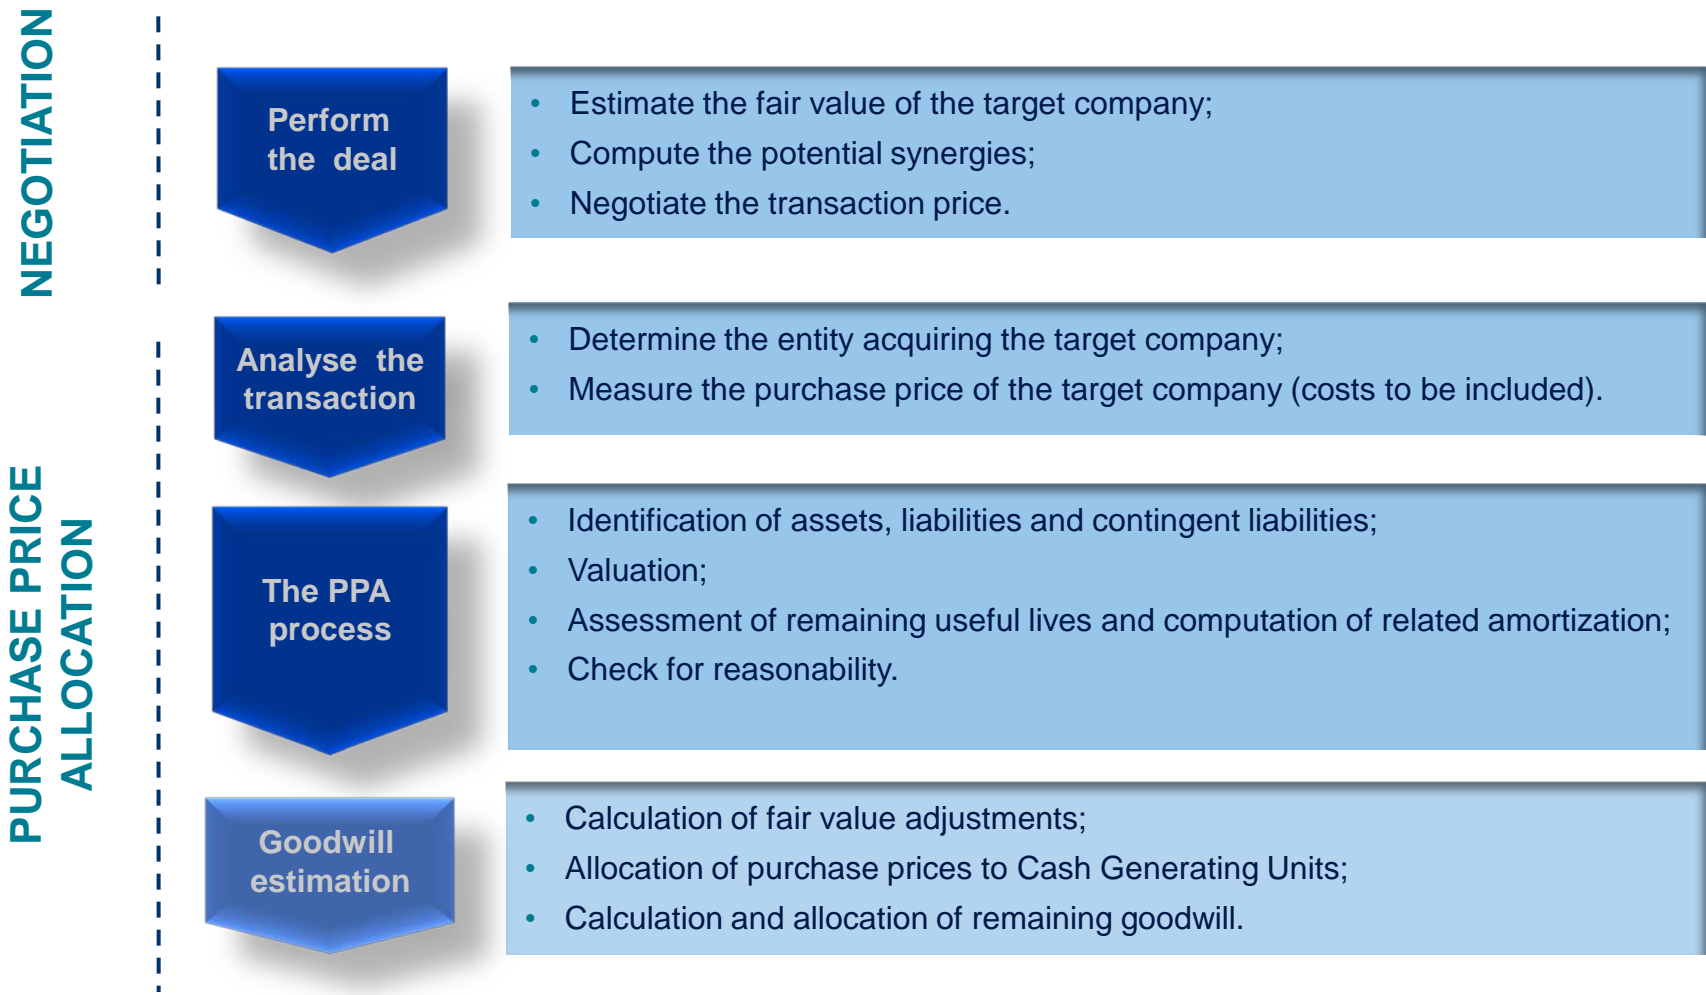 NEGOTIATION
Perform
the deal
• Estimate the fair value of the target company;
• Compute the potential synergies;
• Negotiate the transaction price.
PURCHASE PRICE
ALLOCATION
Analyse the
transaction
• Determine the entity acquiring the target company;
• Measure the purchase price of the target company (costs to be included).
The PPA
process
• Identification of assets, liabilities and contingent liabilities;
• Valuation;
• Assessment of remaining useful lives and computation of related amortization;
• Check for reasonability.
Goodwill
estimation
• Calculation of fair value adjustments;
• Allocation of purchase prices to Cash Generating Units;
• Calculation and allocation of remaining goodwill.